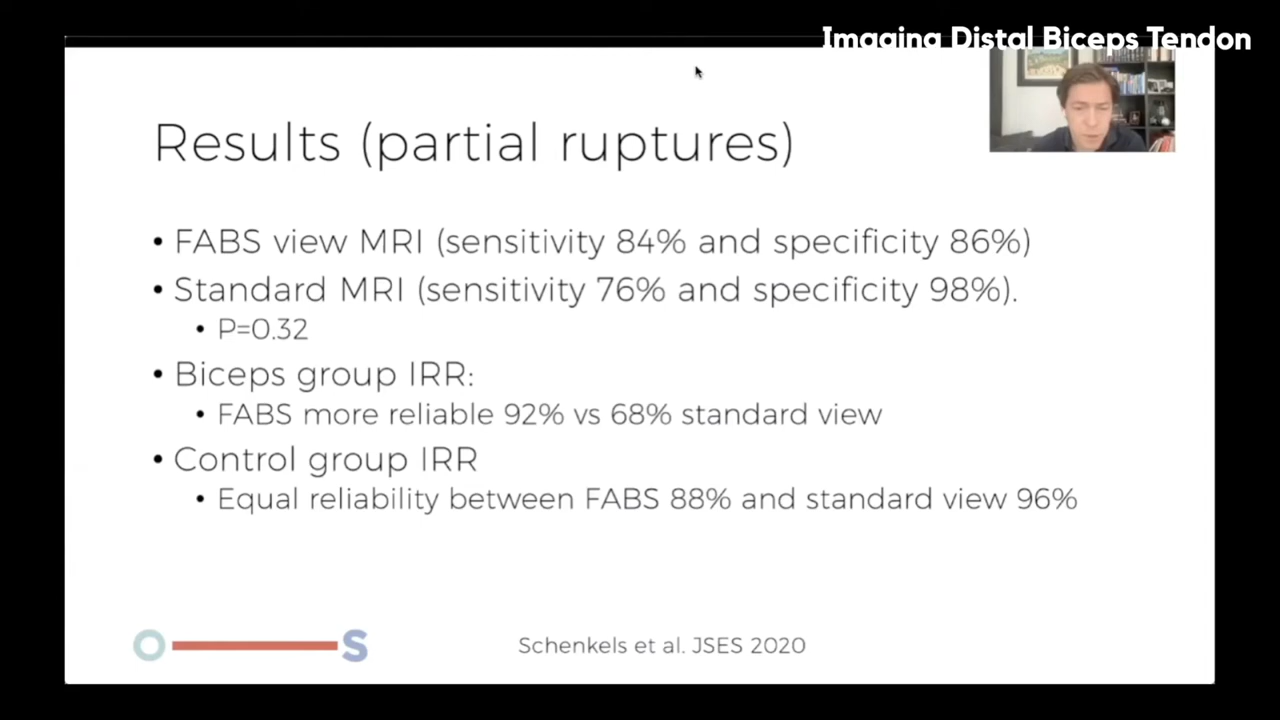 Imaging Distal Biceps Tendon
Results (partial ruptures)
• FABS view MRI (sensitivity 84% and specificity 86%)
• Standard MRI (sensitivity 76% and specificity 98%).
• P=0.32
• Biceps group IRR:
• FABS more reliable 92% vs 68% standard view
• Control group IRR
• Equal reliability between FABS 88% and standard view 96%
O S
Schenkels et al. JSES 2020